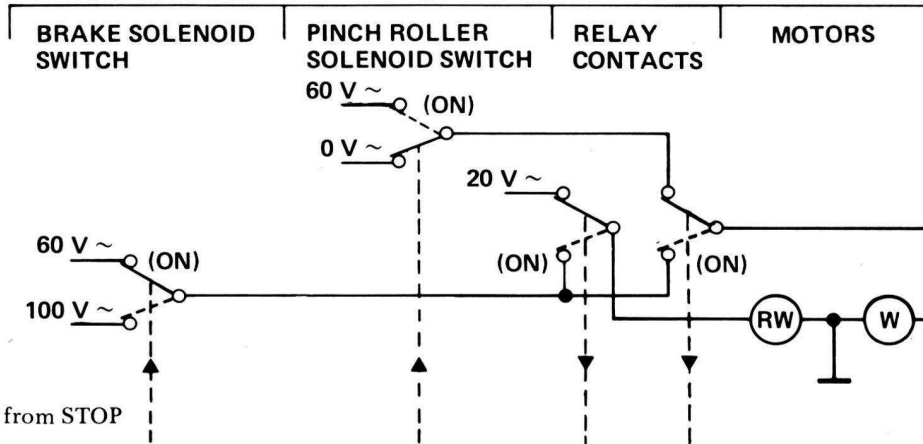 BRAKE SOLENOID
SWITCH
PINCH ROLLER
SOLENOID SWITCH
RELAY
CONTACTS
MOTORS
60 V ~
(ON)
0 V ~
20 V ~
60 V ~
(ON)
(ON)
(ON)
100 V ~
RW
W
from STOP